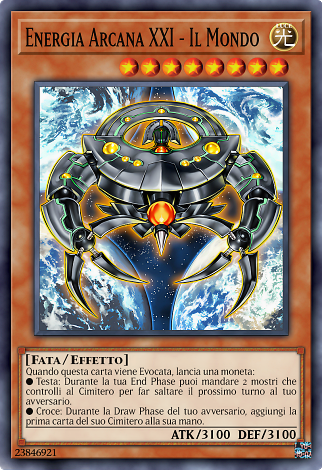 Energia Arcana XXI - Il Mondo
光
[Fata/Effetto]
Quando questa carta viene Evocata, lancia una moneta:
● Testa: Durante la tua End Phase puoi mandare 2 mostri che
controlli al Cimitero per far saltare il prossimo turno al tuo
avversario.
● Croce: Durante la Draw Phase del tuo avversario, aggiungi la
prima carta del suo Cimitero alla sua mano.
ATK/3100 DEF/3100
23846921